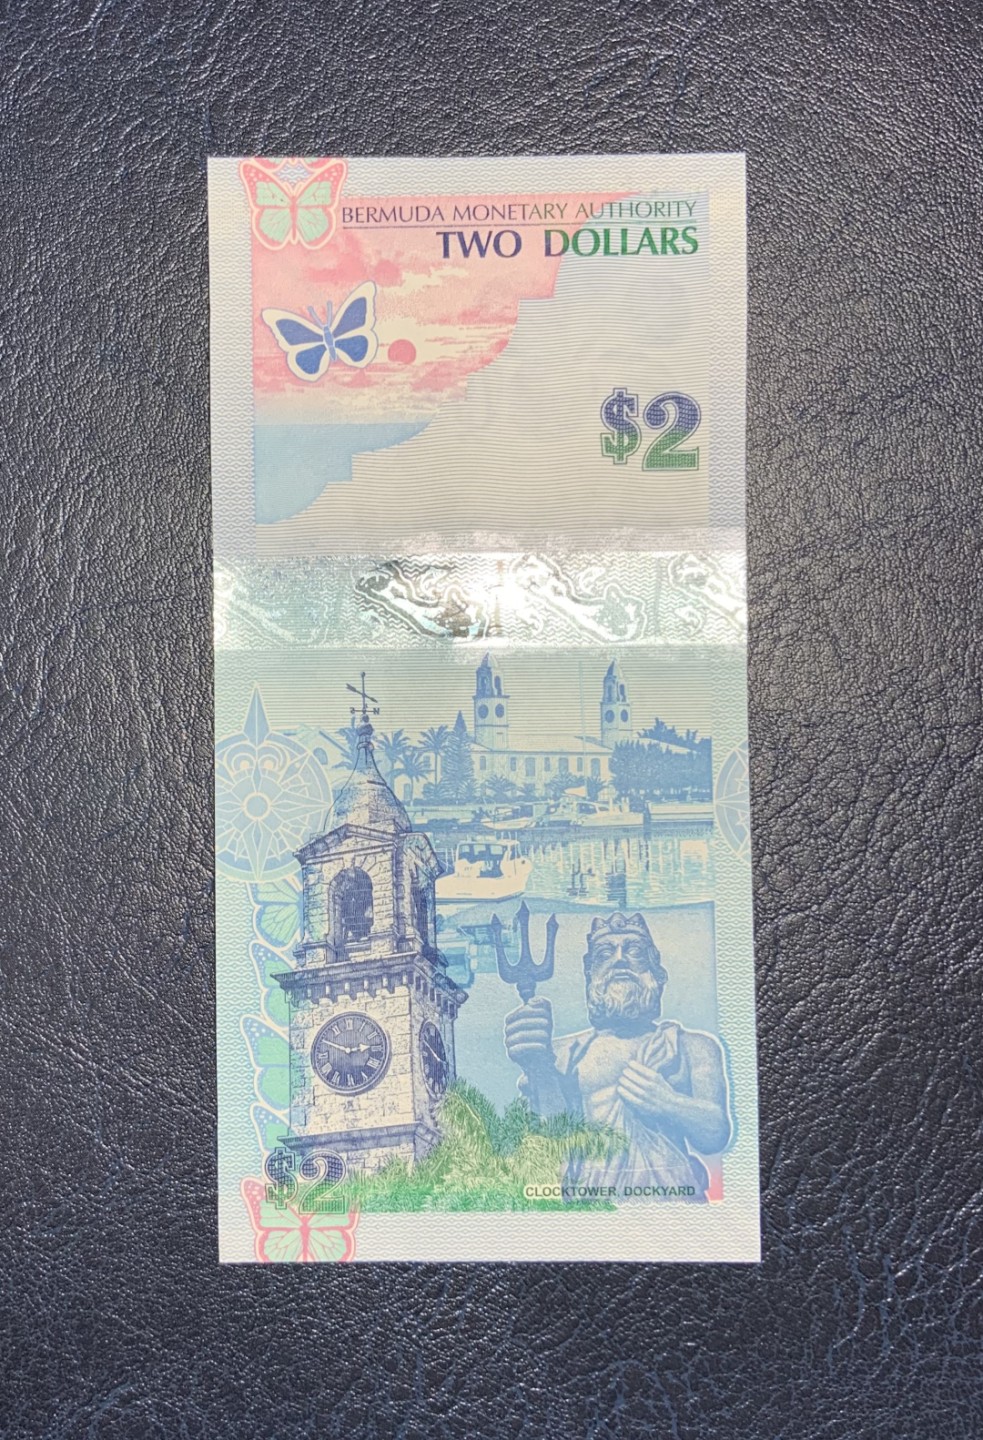 BERMUDA MONETARY AUTHORITY
TWO DOLLARS
$2
$2
CLOCKTOWER, DOCKYARD